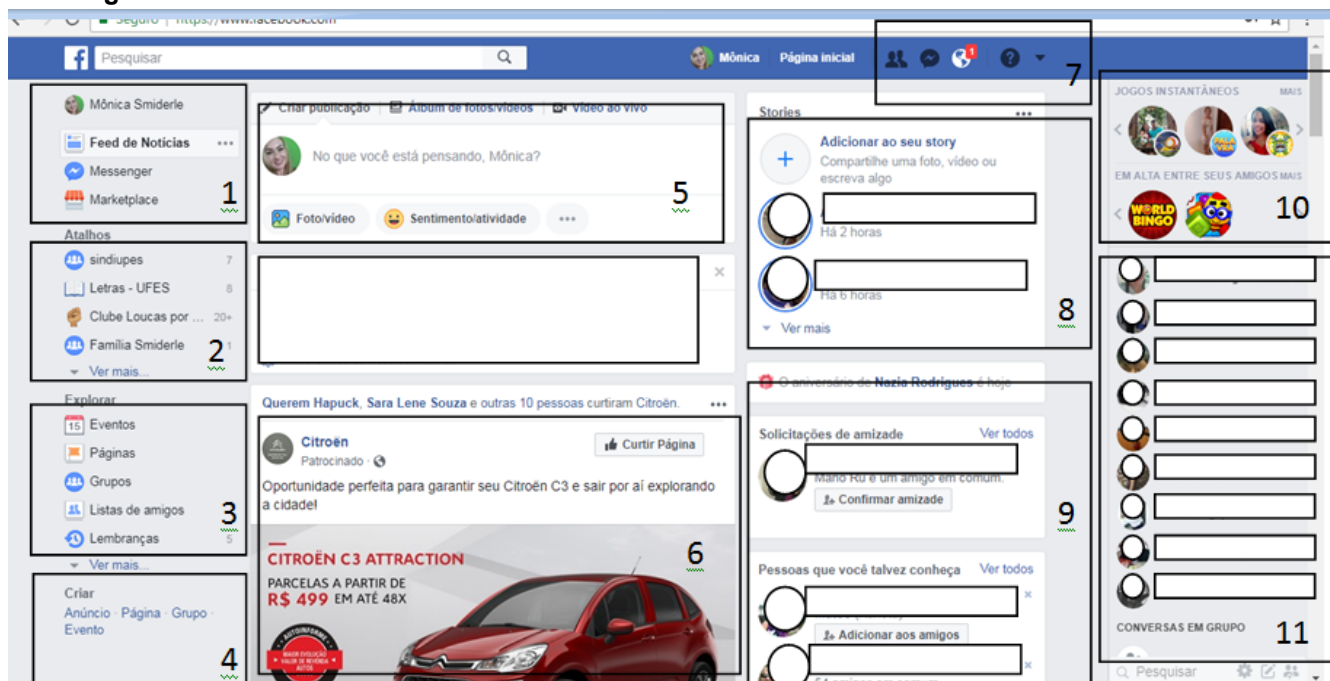 Seguro | https://www.facebook.com
Pesquisar
Mônica
Página inicial
1
7
Mônica Smiderle
Feed de Notícias
Messenger
Marketplace
1
Atalhos
sindiupes 7
Letras - UFES 8
Clube Loucas por ... 20+
Família Smiderle 1
Ver mais...
2
Explorar
15 Eventos
Páginas
Grupos
Listas de amigos
Lembranças 5
Ver mais...
3
Criar
Anúncio · Página · Grupo ·
Evento
4
Criar publicação | Álbum de fotos/vídeos | Vídeo ao vivo
No que você está pensando, Mônica?
Foto/vídeo Sentimento/atividade
5
Querem Hapuck, Sara Lene Souza e outras 10 pessoas curtiram Citroën.
Citroën
Patrocinado ·
Curtir Página
Oportunidade perfeita para garantir seu Citroën C3 e sair por aí explorando
a cidade!
CITROËN C3 ATTRACTION
PARCELAS A PARTIR DE
R$ 499 EM ATÉ 48X
AUTOINFORME
MAIOR EVOLUÇÃO
VALOR DE REVENDA
AUTOS
6
Stories
Adicionar ao seu story
Compartilhe uma foto, vídeo ou
escreva algo
Há 2 horas
Há 6 horas
Ver mais
8
O aniversário de Nazia Rodrigues é hoje
Solicitações de amizade Ver todos
Mano Ru é um amigo em comum.
Confirmar amizade
9
Pessoas que você talvez conheça Ver todos
Adicionar aos amigos
JOGOS INSTANTÂNEOS MAIS
EM ALTA ENTRE SEUS AMIGOS MAIS
WORLD
BINGO
10
CONVERSAS EM GRUPO
11
Pesquisar